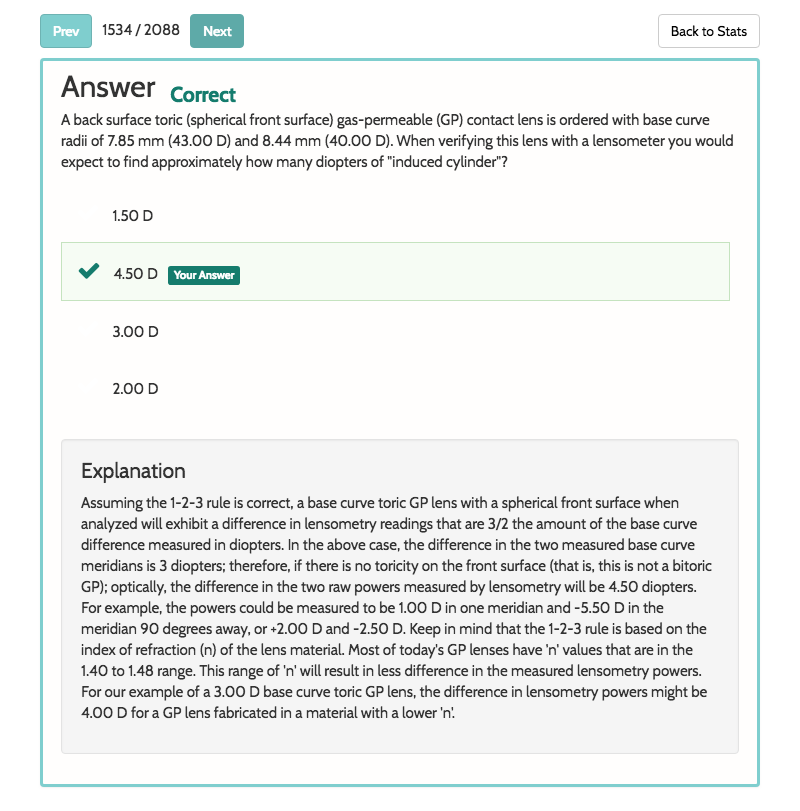 Prev 1534 / 2088 Next Back to Stats
Answer Correct
A back surface toric (spherical front surface) gas-permeable (GP) contact lens is ordered with base curve
radii of 7.85 mm (43.00 D) and 8.44 mm (40.00 D). When verifying this lens with a lensometer you would
expect to find approximately how many diopters of "induced cylinder"?
1.50 D
4.50 D Your Answer
3.00 D
2.00 D
Explanation
Assuming the 1-2-3 rule is correct, a base curve toric GP lens with a spherical front surface when
analyzed will exhibit a difference in lensometry readings that are 3/2 the amount of the base curve
difference measured in diopters. In the above case, the difference in the two measured base curve
meridians is 3 diopters; therefore, if there is no toricity on the front surface (that is, this is not a bitoric
GP); optically, the difference in the two raw powers measured by lensometry will be 4.50 diopters.
For example, the powers could be measured to be 1.00 D in one meridian and -5.50 D in the
meridian 90 degrees away, or +2.00 D and -2.50 D. Keep in mind that the 1-2-3 rule is based on the
index of refraction (n) of the lens material. Most of today's GP lenses have 'n' values that are in the
1.40 to 1.48 range. This range of 'n' will result in less difference in the measured lensometry powers.
For our example of a 3.00 D base curve toric GP lens, the difference in lensometry powers might be
4.00 D for a GP lens fabricated in a material with a lower 'n'.